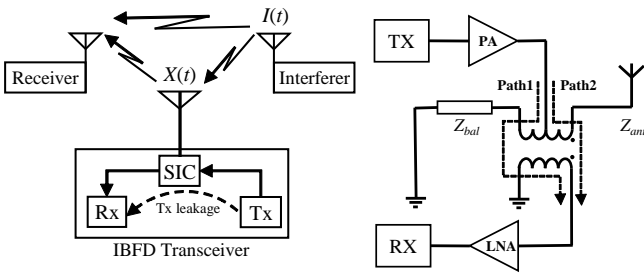 I(t)
Receiver
X(t)
Interferer
SIC
Rx
Tx leakage
Tx
IBFD Transceiver
TX
PA
Path1
Path2
Z_bal
Z_ant
RX
LNA